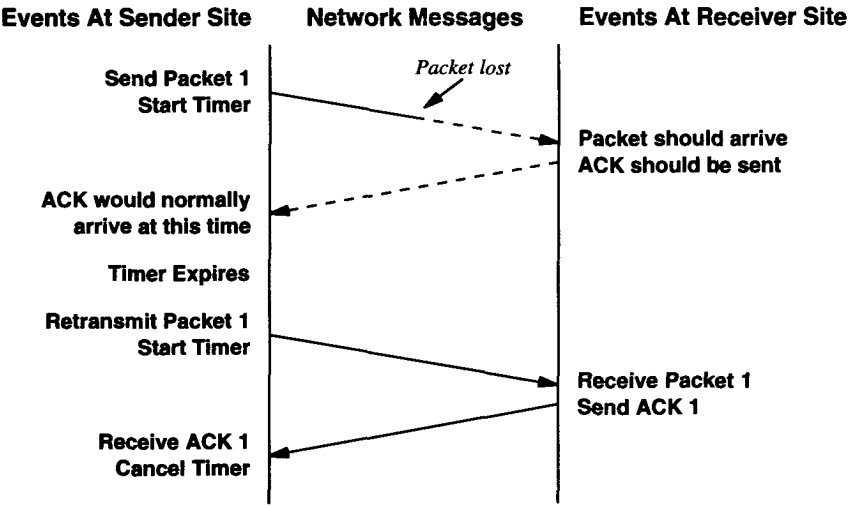 Events At Sender Site
Network Messages
Events At Receiver Site
Send Packet 1
Start Timer
Packet lost
Packet should arrive
ACK should be sent
ACK would normally
arrive at this time
Timer Expires
Retransmit Packet 1
Start Timer
Receive Packet 1
Send ACK 1
Receive ACK 1
Cancel Timer